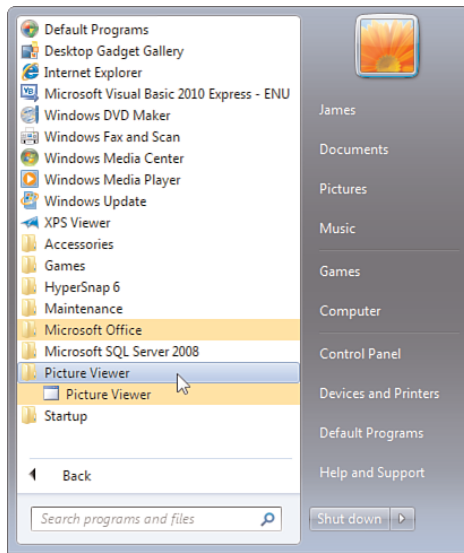 Default Programs
Desktop Gadget Gallery
Internet Explorer
Microsoft Visual Basic 2010 Express - ENU
Windows DVD Maker
Windows Fax and Scan
Windows Media Center
Windows Media Player
Windows Update
XPS Viewer
Accessories
Games
HyperSnap 6
Maintenance
Microsoft Office
Microsoft SQL Server 2008
Picture Viewer
Picture Viewer
Startup
Back
Search programs and files
James
Documents
Pictures
Music
Games
Computer
Control Panel
Devices and Printers
Default Programs
Help and Support
Shut down